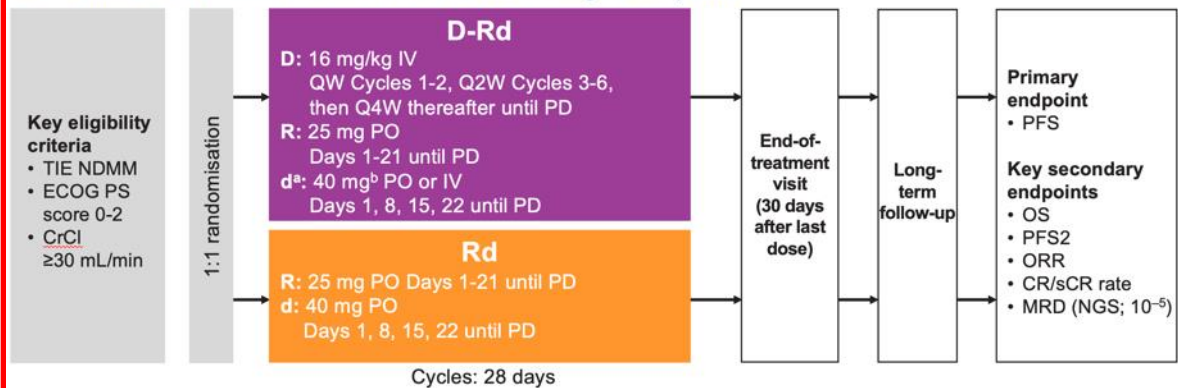 Key eligibility
criteria
• TIE NDMM
• ECOG PS
score 0-2
• CrCl
≥30 mL/min
1:1 randomisation
D-Rd
D: 16 mg/kg IV
QW Cycles 1-2, Q2W Cycles 3-6,
then Q4W thereafter until PD
R: 25 mg PO
Days 1-21 until PD
dᵃ: 40 mgᵇ PO or IV
Days 1, 8, 15, 22 until PD
Rd
R: 25 mg PO Days 1-21 until PD
d: 40 mg PO
Days 1, 8, 15, 22 until PD
Cycles: 28 days
End-of-
treatment
visit
(30 days
after last
dose)
Long-
term
follow-up
Primary
endpoint
• PFS
Key secondary
endpoints
• OS
• PFS2
• ORR
• CR/sCR rate
• MRD (NGS; 10⁻⁵)